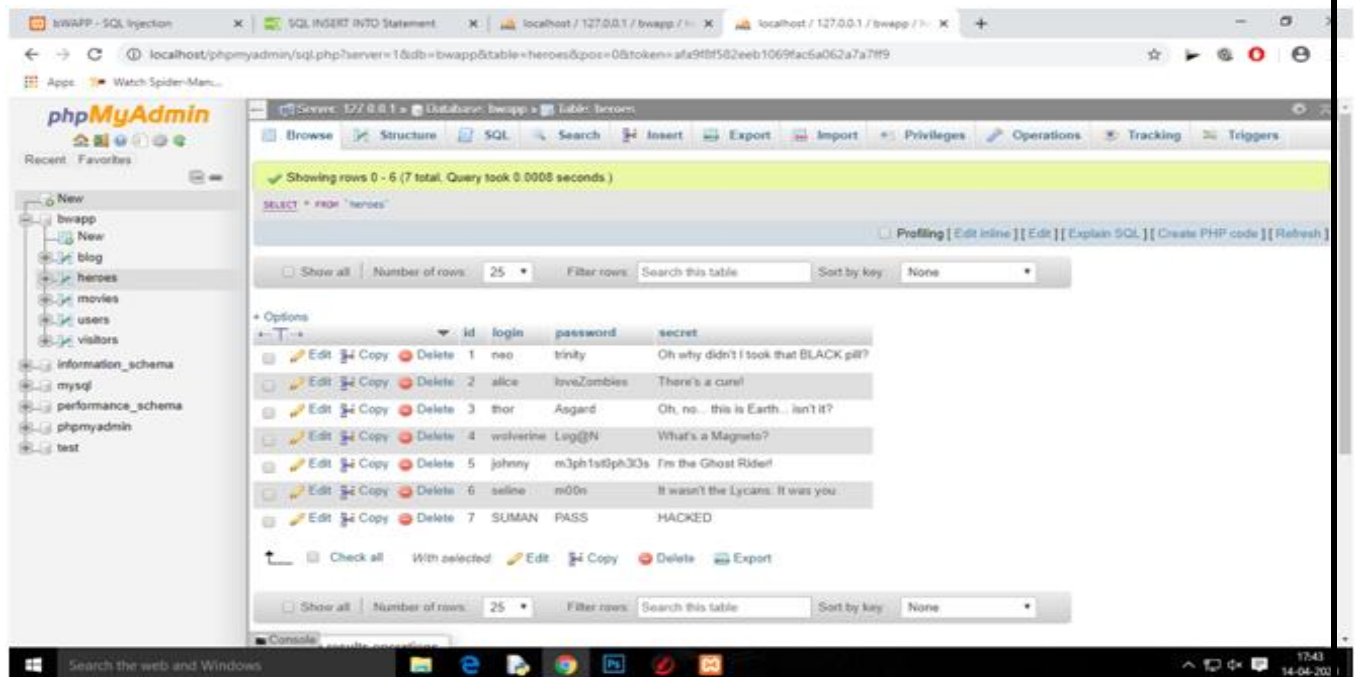 bWAPP - SQL Injection
SQL INSERT INTO Statement
localhost / 127.0.0.1 / bwapp / h
localhost / 127.0.0.1 / bwapp / h
localhost/phpmyadmin/sql.php?server=1&db=bwapp&table=heroes&pos=0&token=afa9f8f582eeb1069fac6a062a7a7ff9
Apps Watch Spider-Man:...
phpMyAdmin
Recent Favorites
New
bwapp
New
blog
heroes
movies
users
visitors
information_schema
mysql
performance_schema
phpmyadmin
test
Server: 127.0.0.1 » Database: bwapp » Table: heroes
Browse Structure SQL Search Insert Export Import Privileges Operations Tracking Triggers
Showing rows 0 - 6 (7 total, Query took 0.0008 seconds.)
SELECT * FROM `heroes`
Profiling [ Edit inline ] [ Edit ] [ Explain SQL ] [ Create PHP code ] [ Refresh ]
Show all Number of rows: 25 Filter rows: Search this table Sort by key: None
+ Options
id login password secret
Edit Copy Delete 1 neo trinity Oh why didn't I took that BLACK pill?
Edit Copy Delete 2 alice loveZombies There's a cure!
Edit Copy Delete 3 thor Asgard Oh, no... this is Earth... isn't it?
Edit Copy Delete 4 wolverine Log@N What's a Magneto?
Edit Copy Delete 5 johnny m3ph1st0ph3l3s I'm the Ghost Rider!
Edit Copy Delete 6 seline m00n It wasn't the Lycans. It was you.
Edit Copy Delete 7 SUMAN PASS HACKED
Check all With selected: Edit Copy Delete Export
Show all Number of rows: 25 Filter rows: Search this table Sort by key: None
Console
results operations
Search the web and Windows
17:43
14-04-202